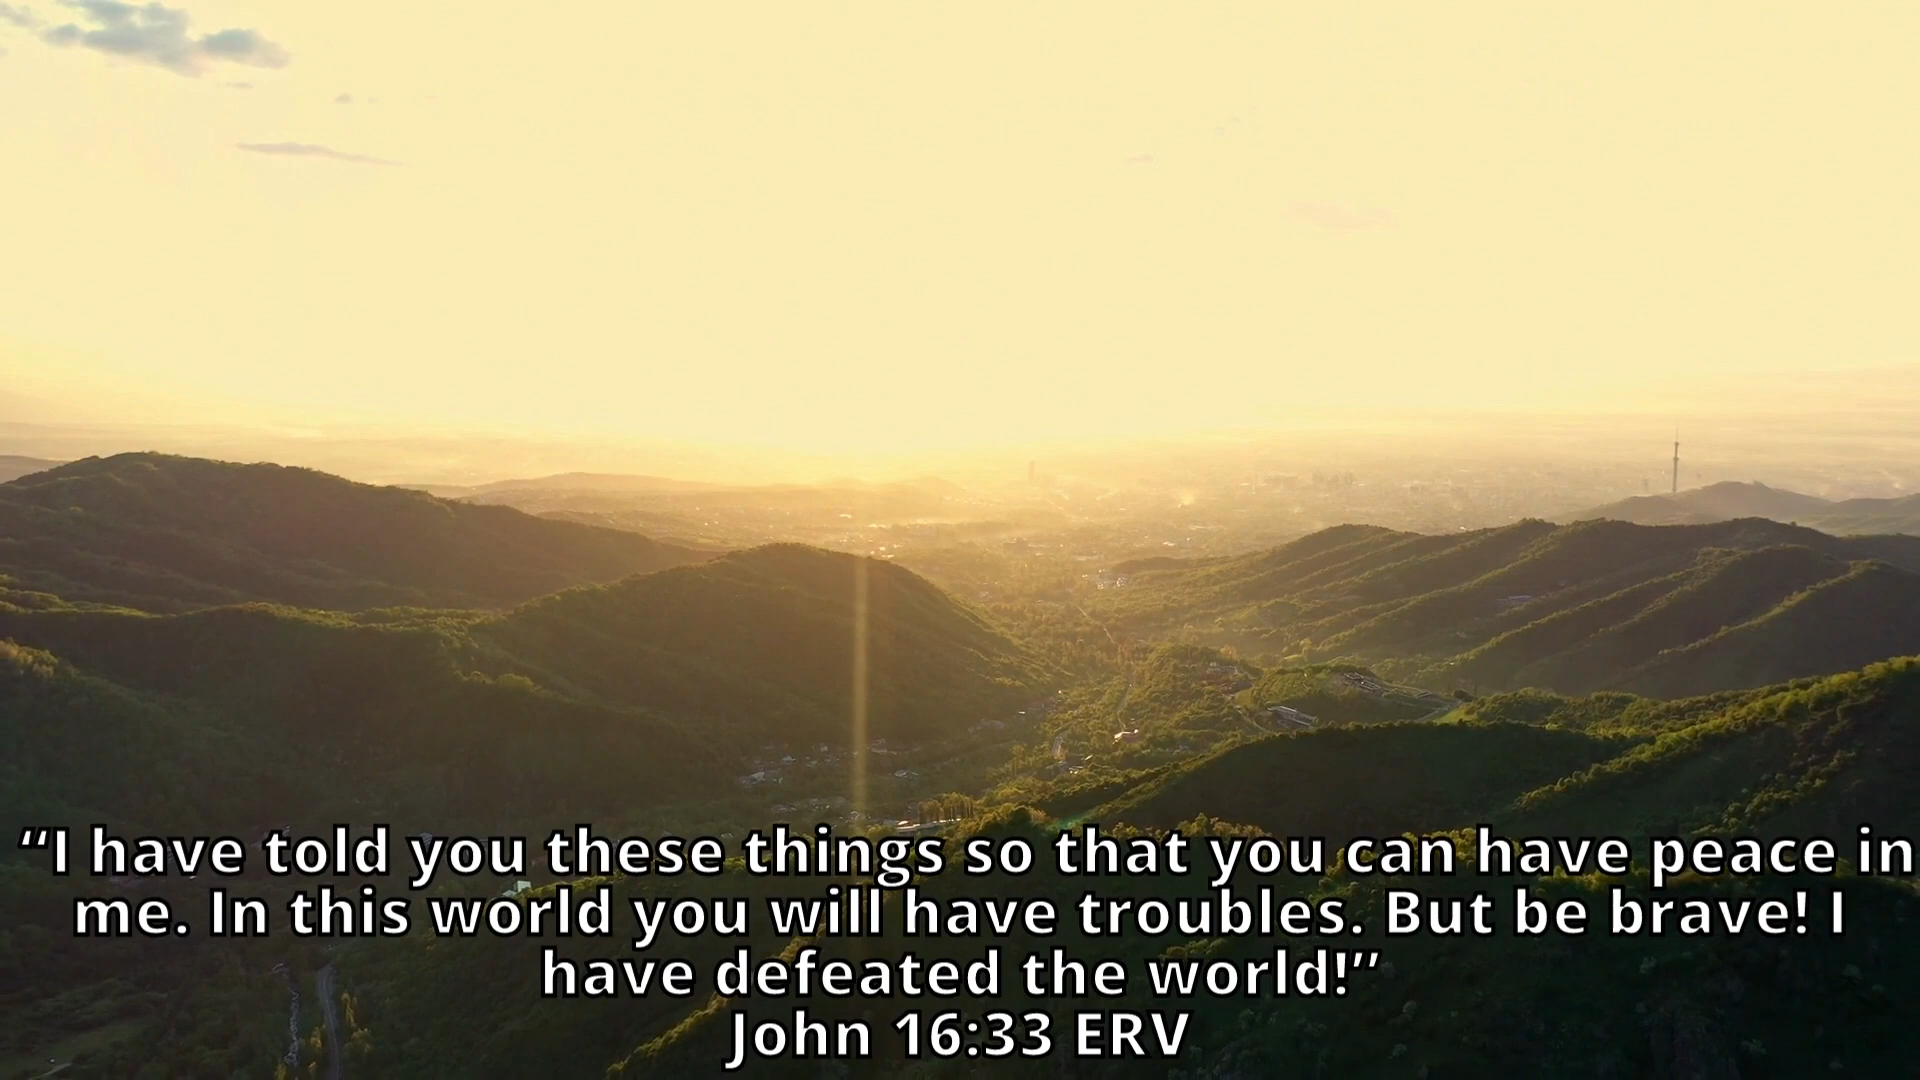 “I have told you these things so that you can have peace in
me. In this world you will have troubles. But be brave! I
have defeated the world!”
John 16:33 ERV